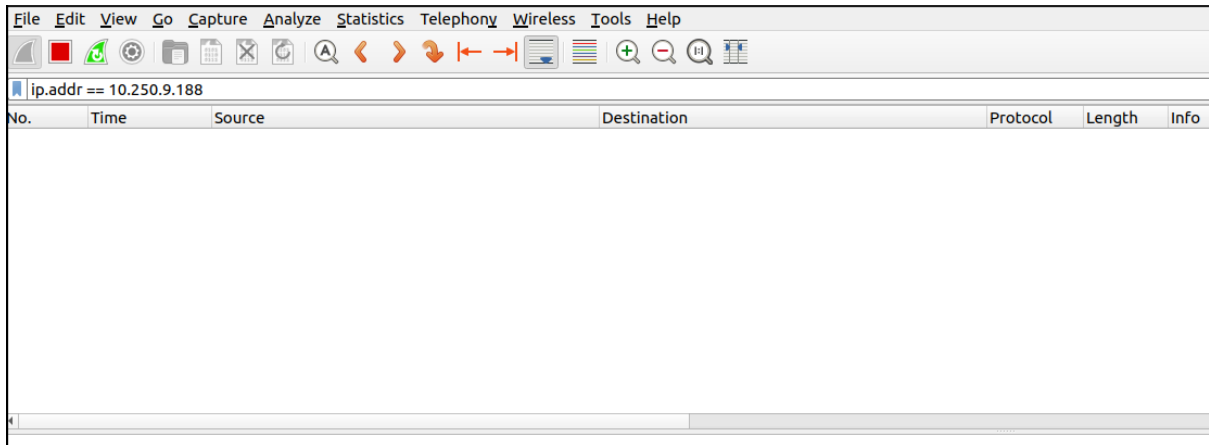 File Edit View Go Capture Analyze Statistics Telephony Wireless Tools Help
ip.addr == 10.250.9.188
No. Time Source Destination Protocol Length Info